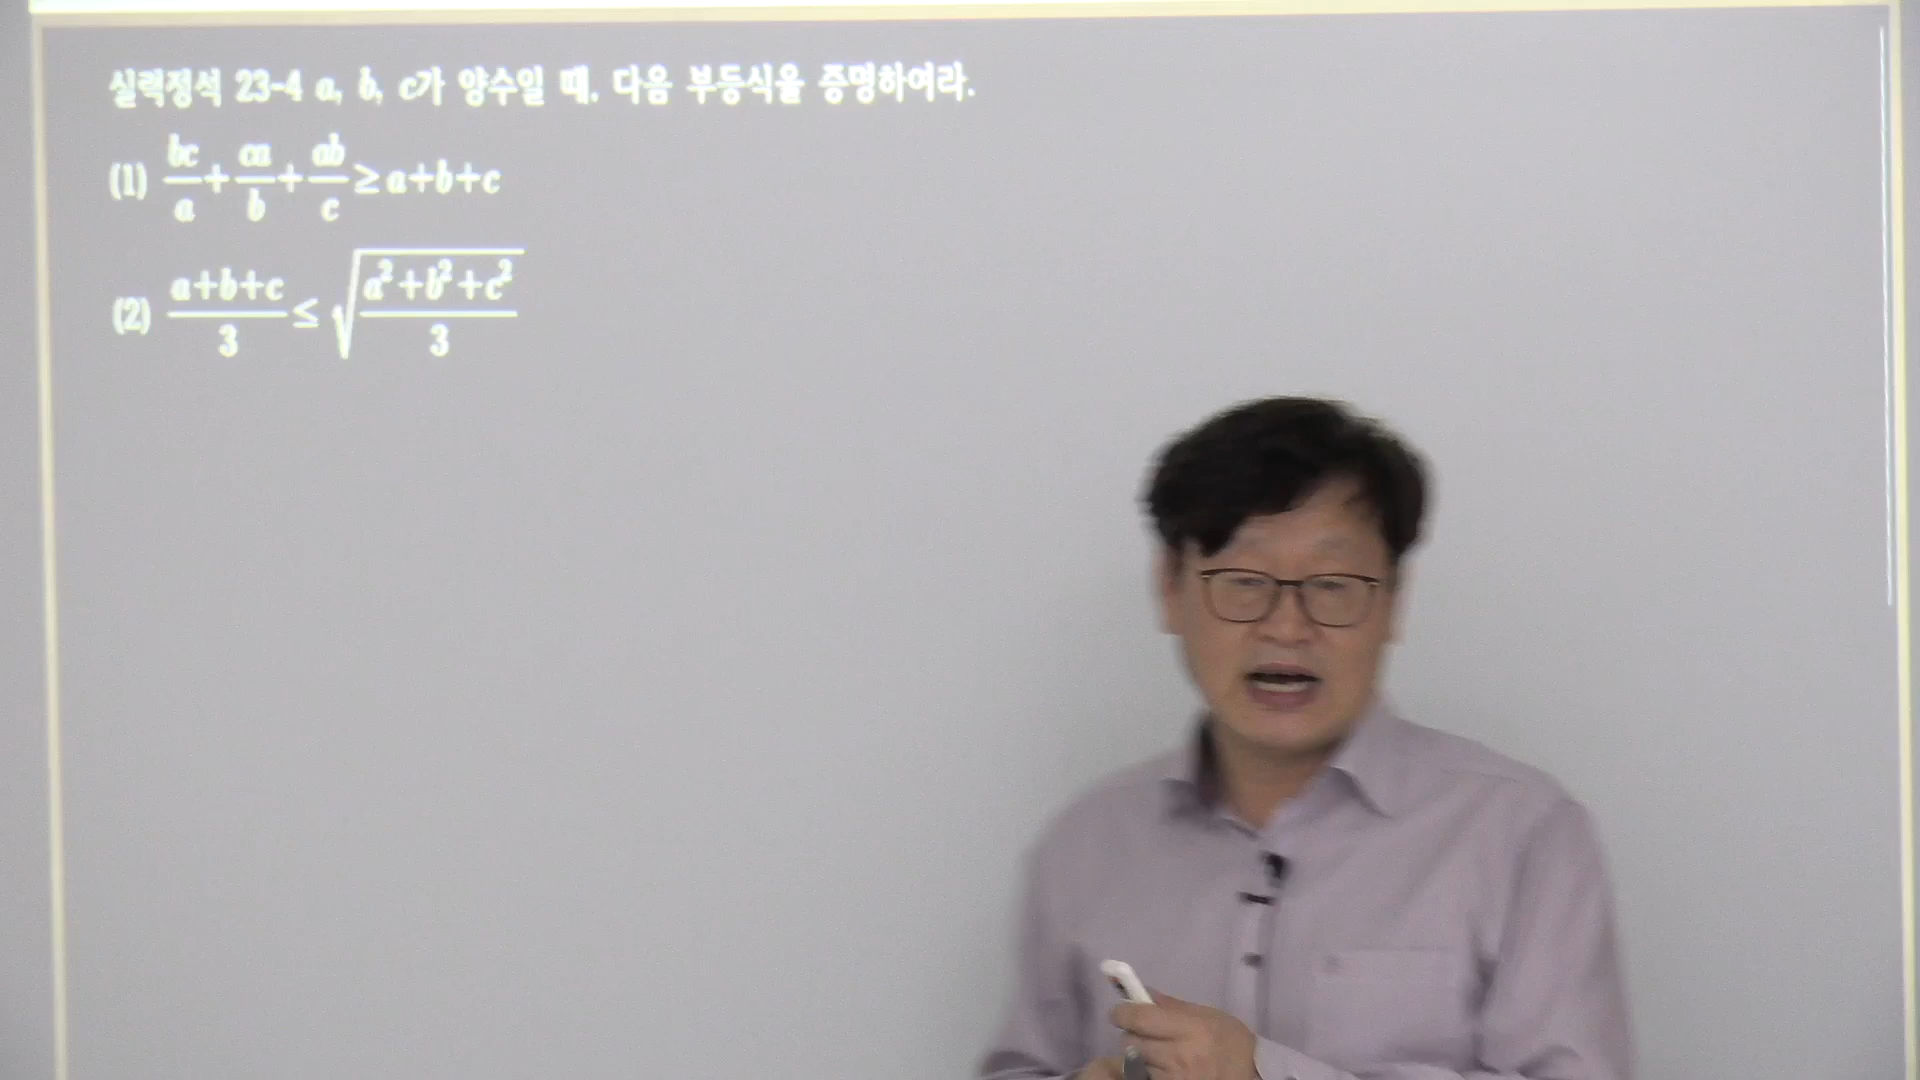 실력정석 23-4 a, b, c가 양수일 때, 다음 부등식을 증명하여라.
(1) bc/a + ca/b + ab/c ≥ a+b+c
(2) (a+b+c)/3 ≤ √((a²+b²+c²)/3)